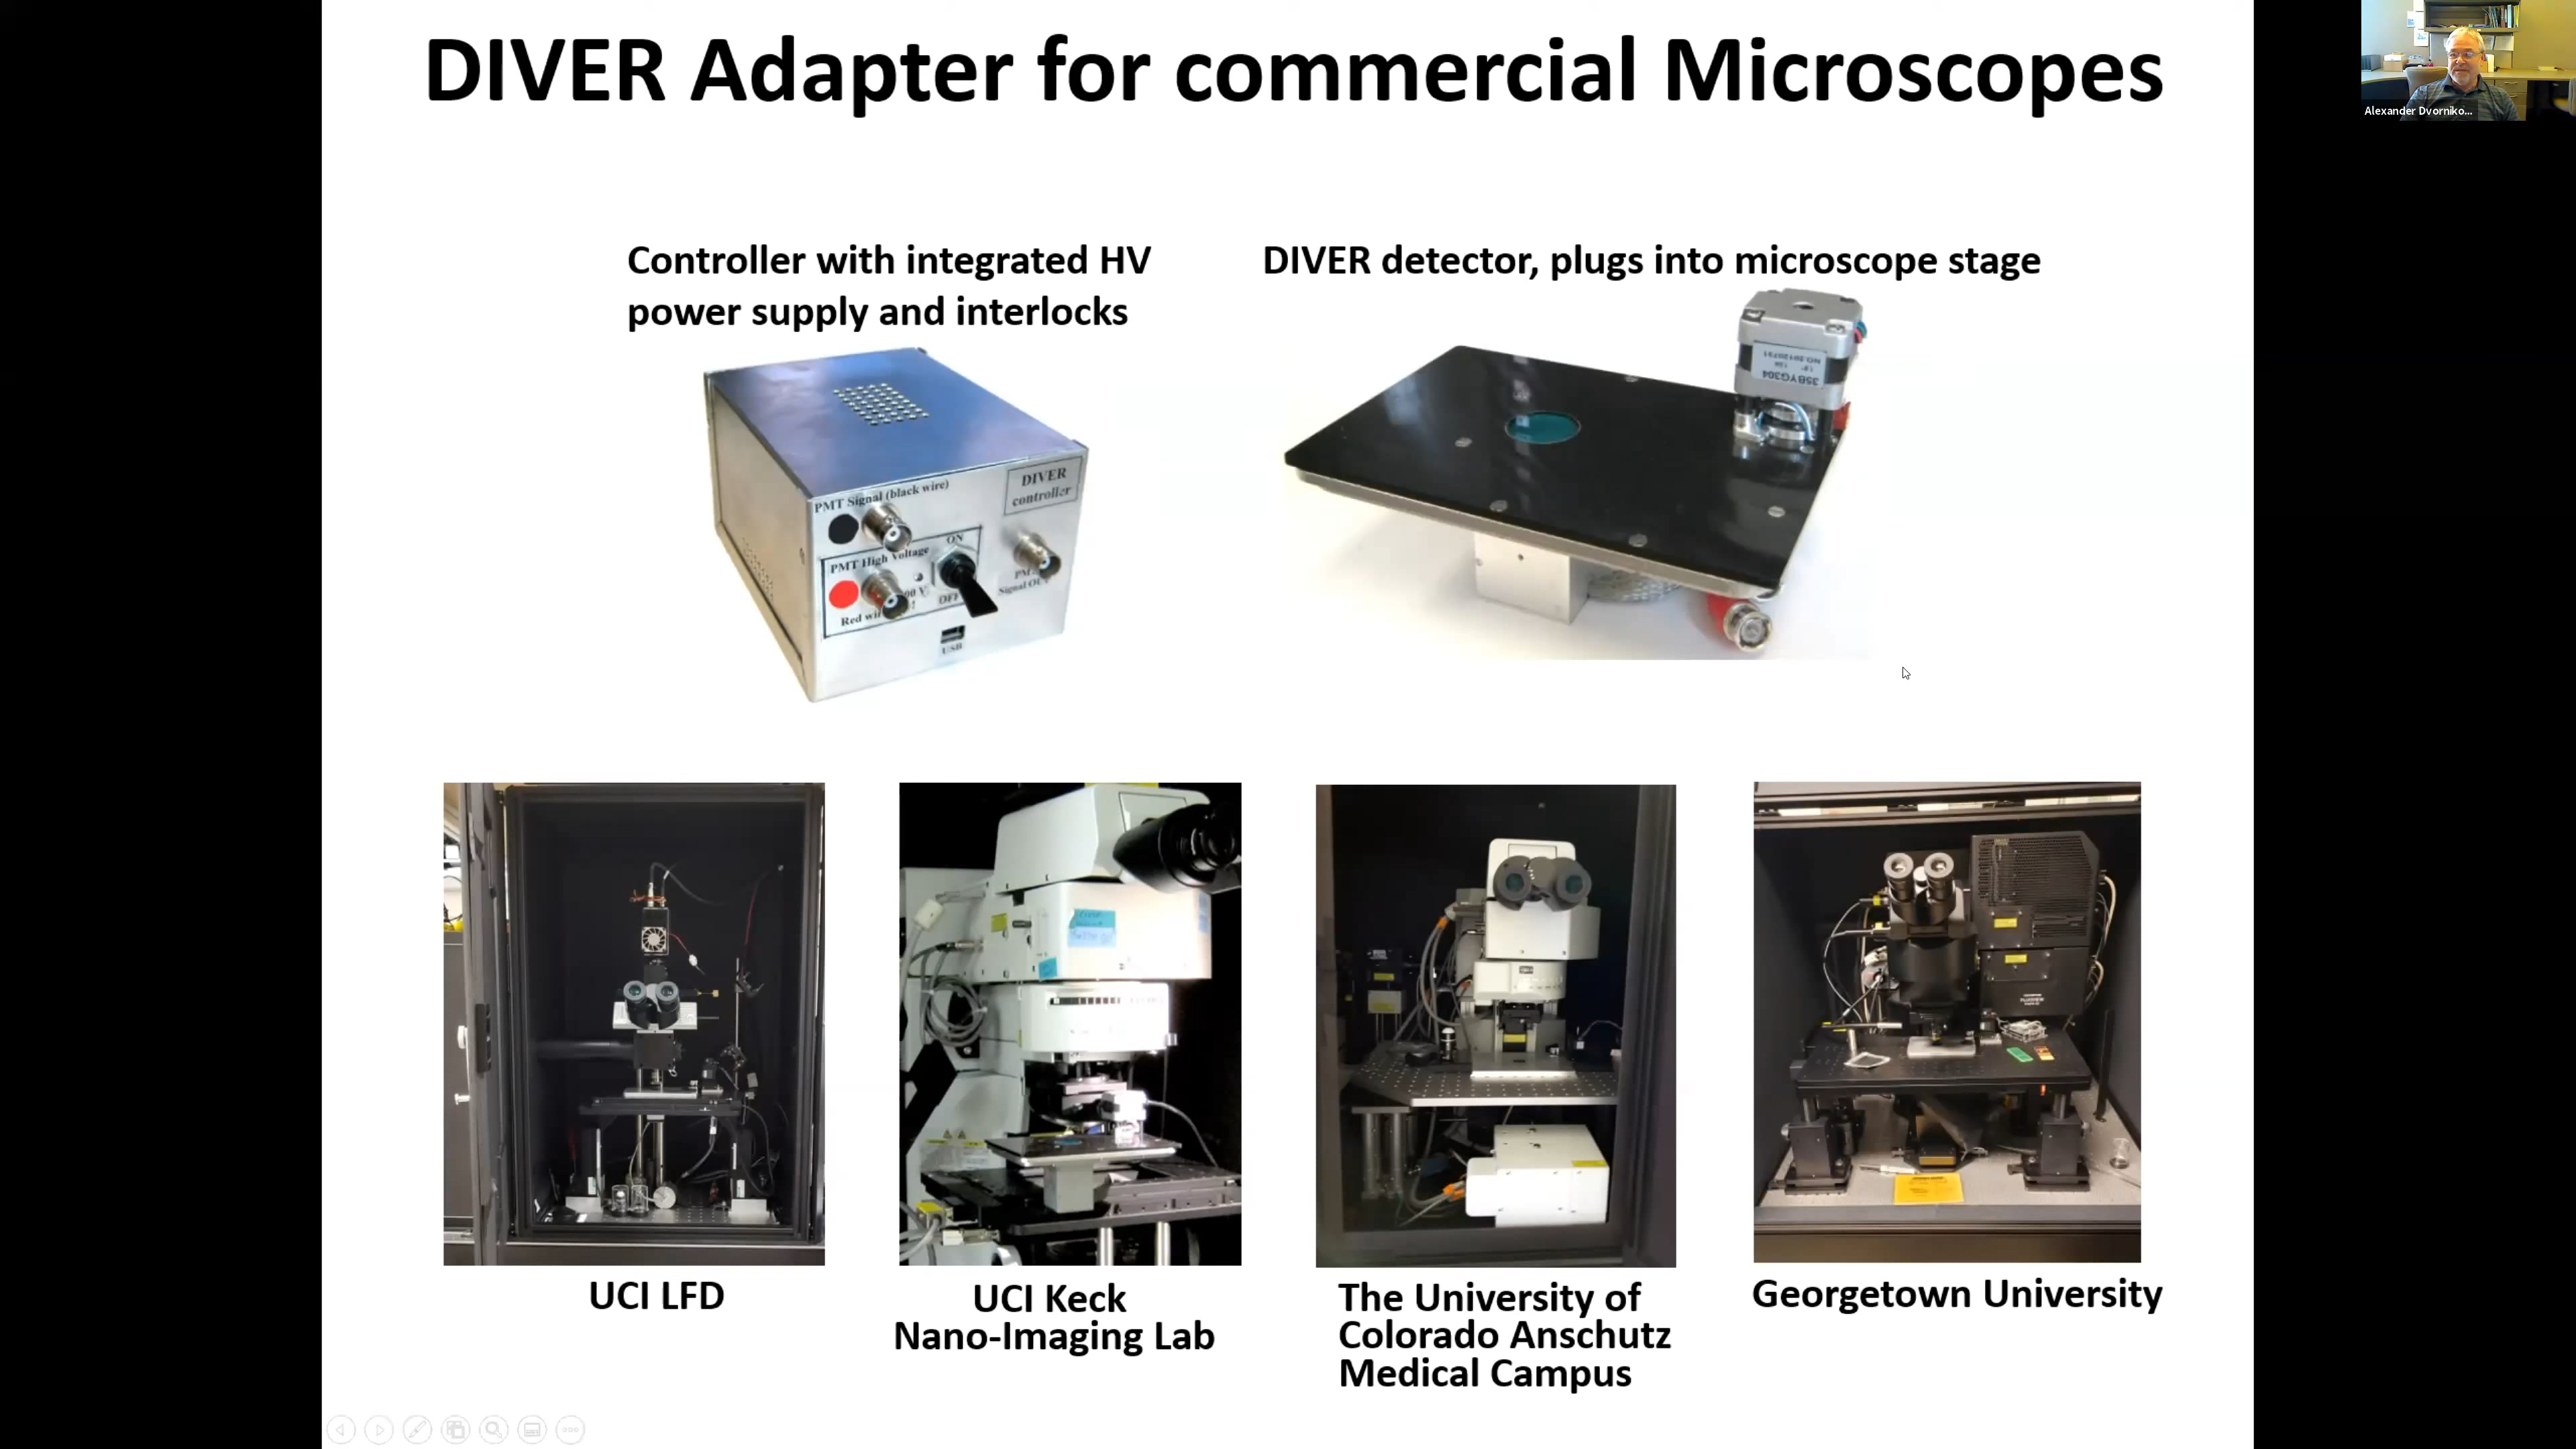 DIVER Adapter for commercial Microscopes
Alexander Dvorniko...
Controller with integrated HV
power supply and interlocks
DIVER detector, plugs into microscope stage
35BYG304
DIVER
controller
PMT Signal (black wire)
ON
PMT High Voltage
OFF
Red
USB
UCI LFD
UCI Keck
Nano-Imaging Lab
The University of
Colorado Anschutz
Medical Campus
Georgetown University